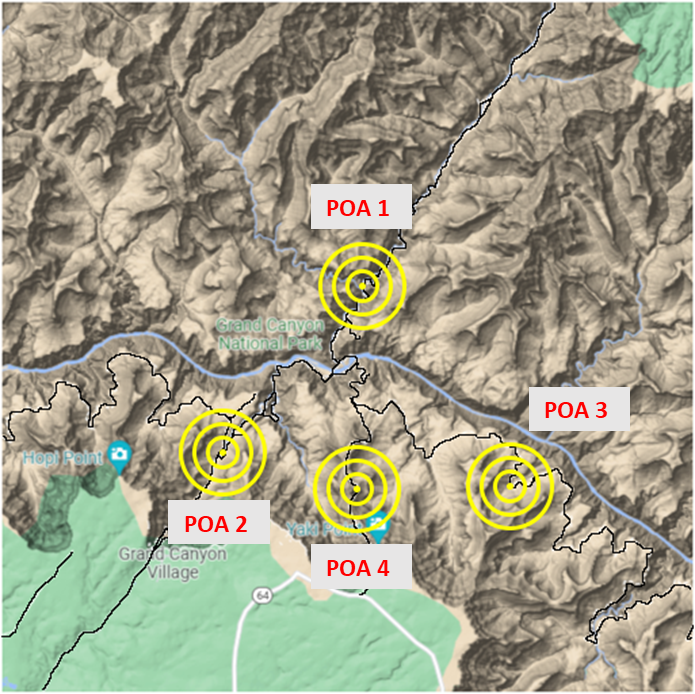 POA 1
Grand Canyon
National Park
POA 3
Hopi Point
POA 2
Yaki Poi
Grand Canyon
Village
POA 4
64